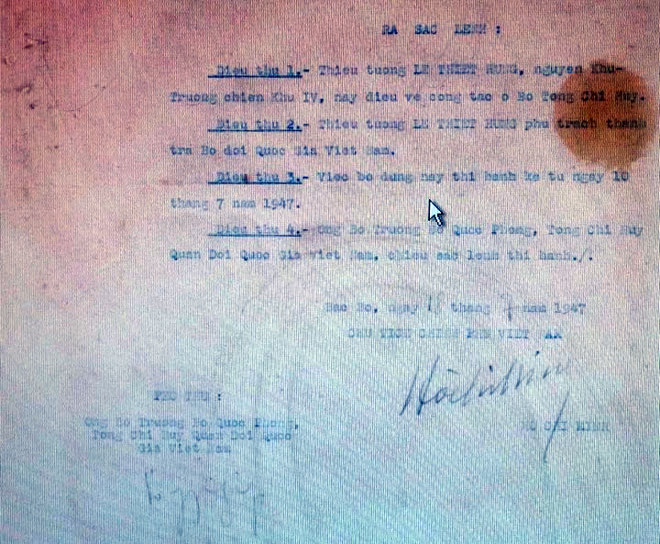 RA SAC LENH :
Dieu thu 1.- Thieu tuong LE THIET HUNG, nguyen Khu-
Truong chien Khu IV, nay dieu ve cong tac o Bo Tong Chi Huy.
Dieu thu 2.- Thieu tuong LE THIET HUNG phu trach thanh
tra Bo doi Quoc Gia Viet Nam.
Dieu thu 3.- Viec bo dung nay thi hanh ke tu ngay 10
thang 7 nam 1947.
Dieu thu 4.- Ong Bo Truong Bo Quoc Phong, Tong Chi Huy
Quan Doi Quoc Gia Viet Nam, chieu sac lenh thi hanh./.
Bac Bo, ngay thang nam 1947
CHU TICH CHINH PHU VIET NAM
Hochiminh
HO CHI MINH
PHO THU :
Ong Bo Truong Bo Quoc Phong,
Tong Chi Huy Quan Doi Quoc
Gia Viet Nam